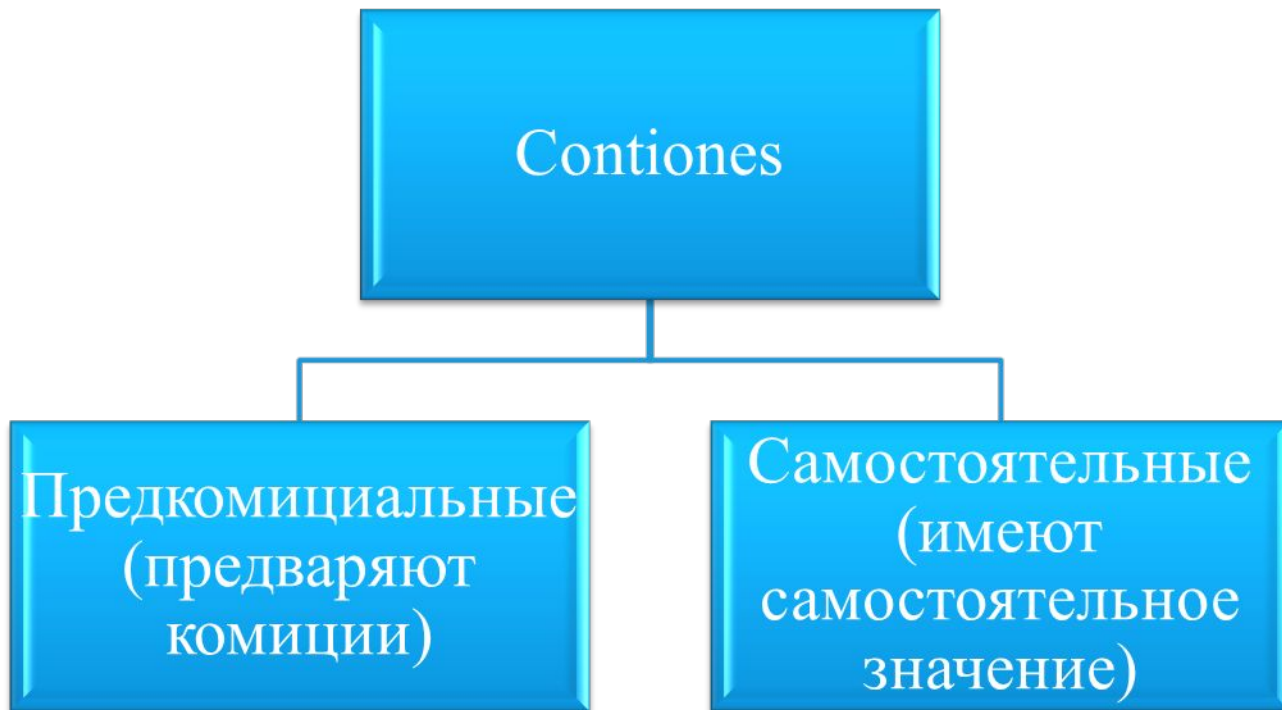 Contiones
Предкомициальные
(предваряют
комиции)
Самостоятельные
(имеют
самостоятельное
значение)